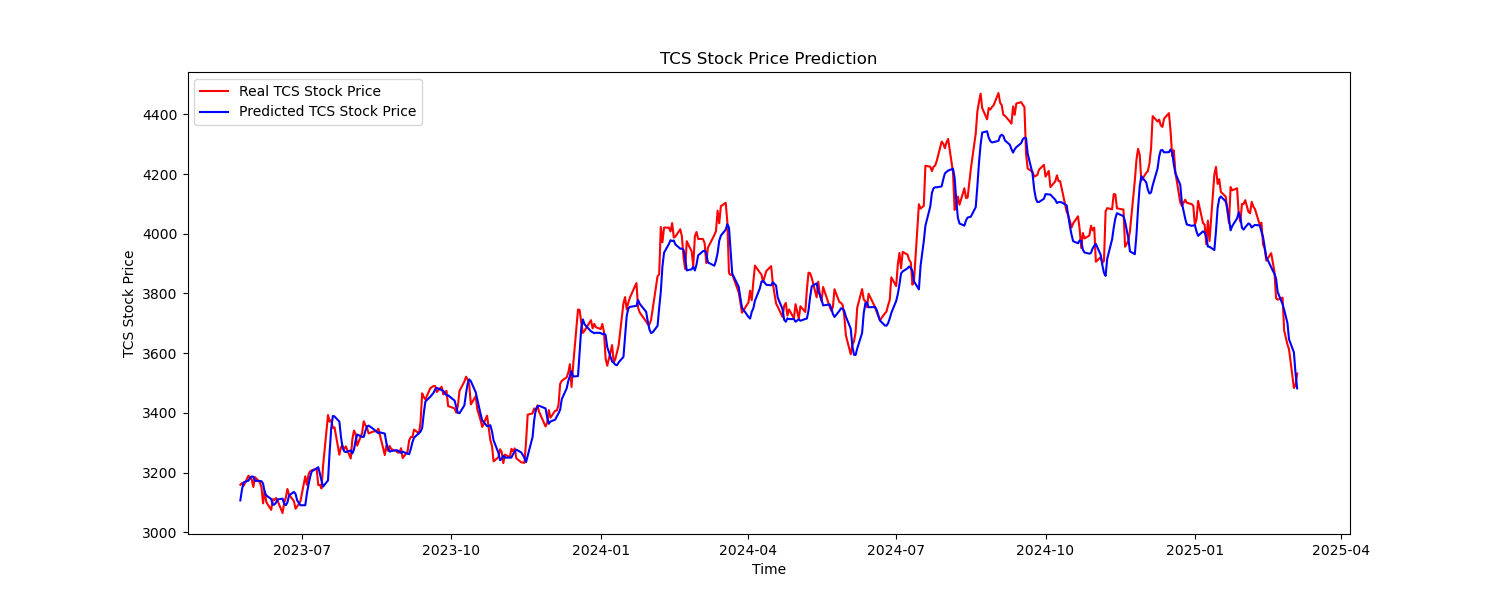 TCS Stock Price Prediction
Real TCS Stock Price
Predicted TCS Stock Price
TCS Stock Price
4400
4200
4000
3800
3600
3400
3200
3000
2023-07 2023-10 2024-01 2024-04 2024-07 2024-10 2025-01 2025-04
Time